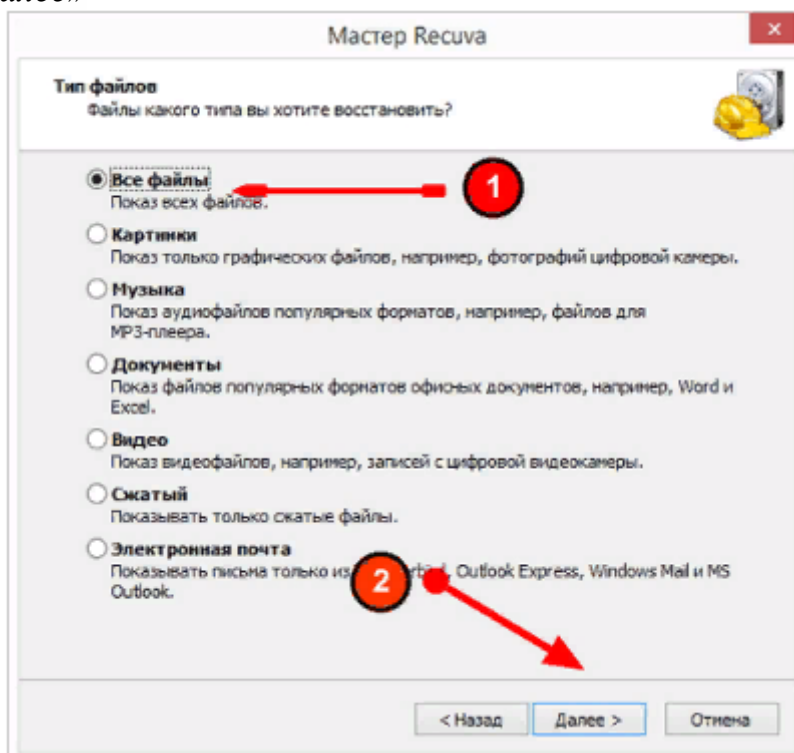 Мастер Recuva
Тип файлов
Файлы какого типа вы хотите восстановить?
Все файлы
Показ всех файлов.
1
Картинки
Показ только графических файлов, например, фотографий цифровой камеры.
Музыка
Показ аудиофайлов популярных форматов, например, файлов для
MP3-плеера.
Документы
Показ файлов популярных форматов офисных документов, например, Word и
Excel.
Видео
Показ видеофайлов, например, записей с цифровой видеокамеры.
Сжатый
Показывать только сжатые файлы.
Электронная почта
Показывать письма только из Outlook Express, Windows Mail и MS
Outlook.
2
< Назад Далее > Отмена